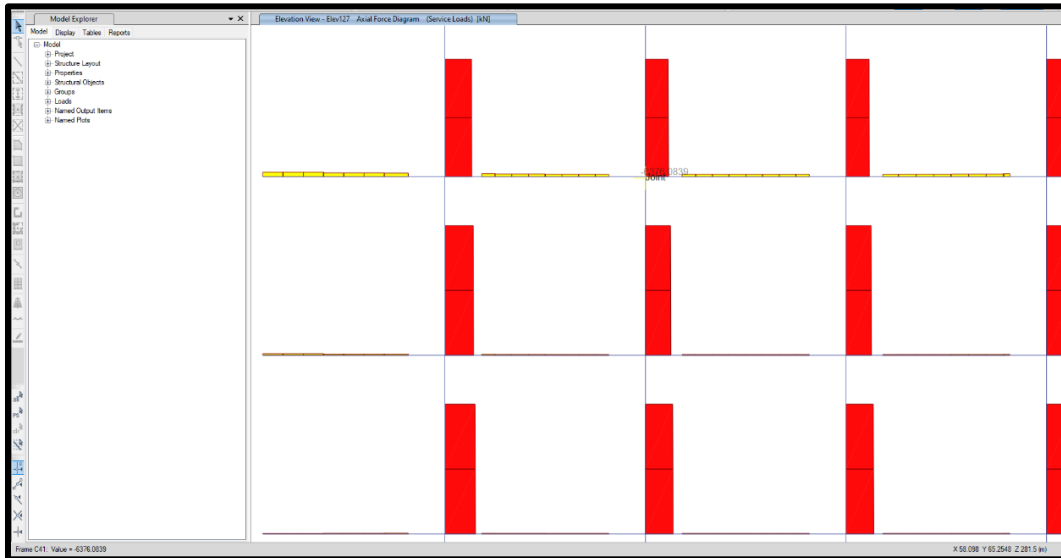 Model Explorer
Elevation View - Elev127 Axial Force Diagram (Service Loads) [kN]
Model Display Tables Reports
Model
Project
Structure Layout
Properties
Structural Objects
Groups
Loads
Named Output Items
Named Plots
-6376.0839
Joint
Frame C41: Value = -6376.0839
X 58.098 Y 65.2548 Z 281.5 (m)